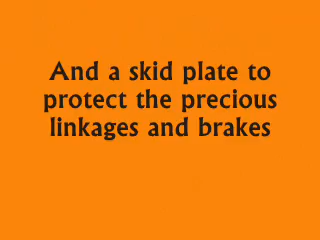 And a skid plate to
protect the precious
linkages and brakes